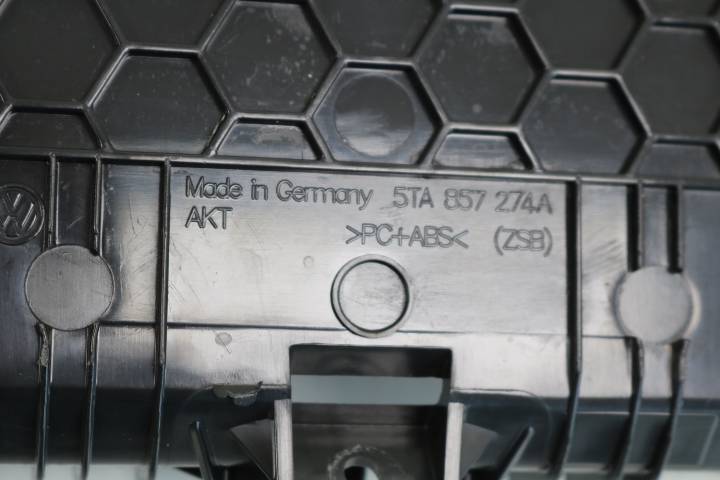 Made in Germany 5TA 857 274A
AKT >PC+ABS< (ZSB)